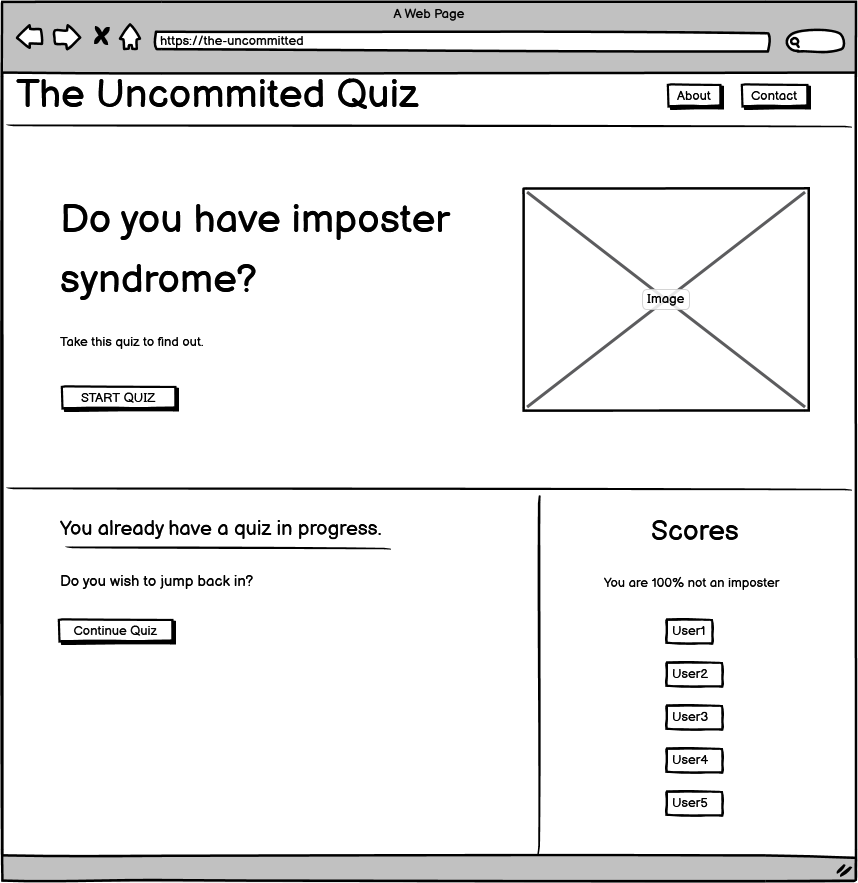 A Web Page
https://the-uncommitted
The Uncommited Quiz
About
Contact
Do you have imposter
syndrome?
Take this quiz to find out.
START QUIZ
Image
You already have a quiz in progress.
Do you wish to jump back in?
Continue Quiz
Scores
You are 100% not an imposter
User1
User2
User3
User4
User5